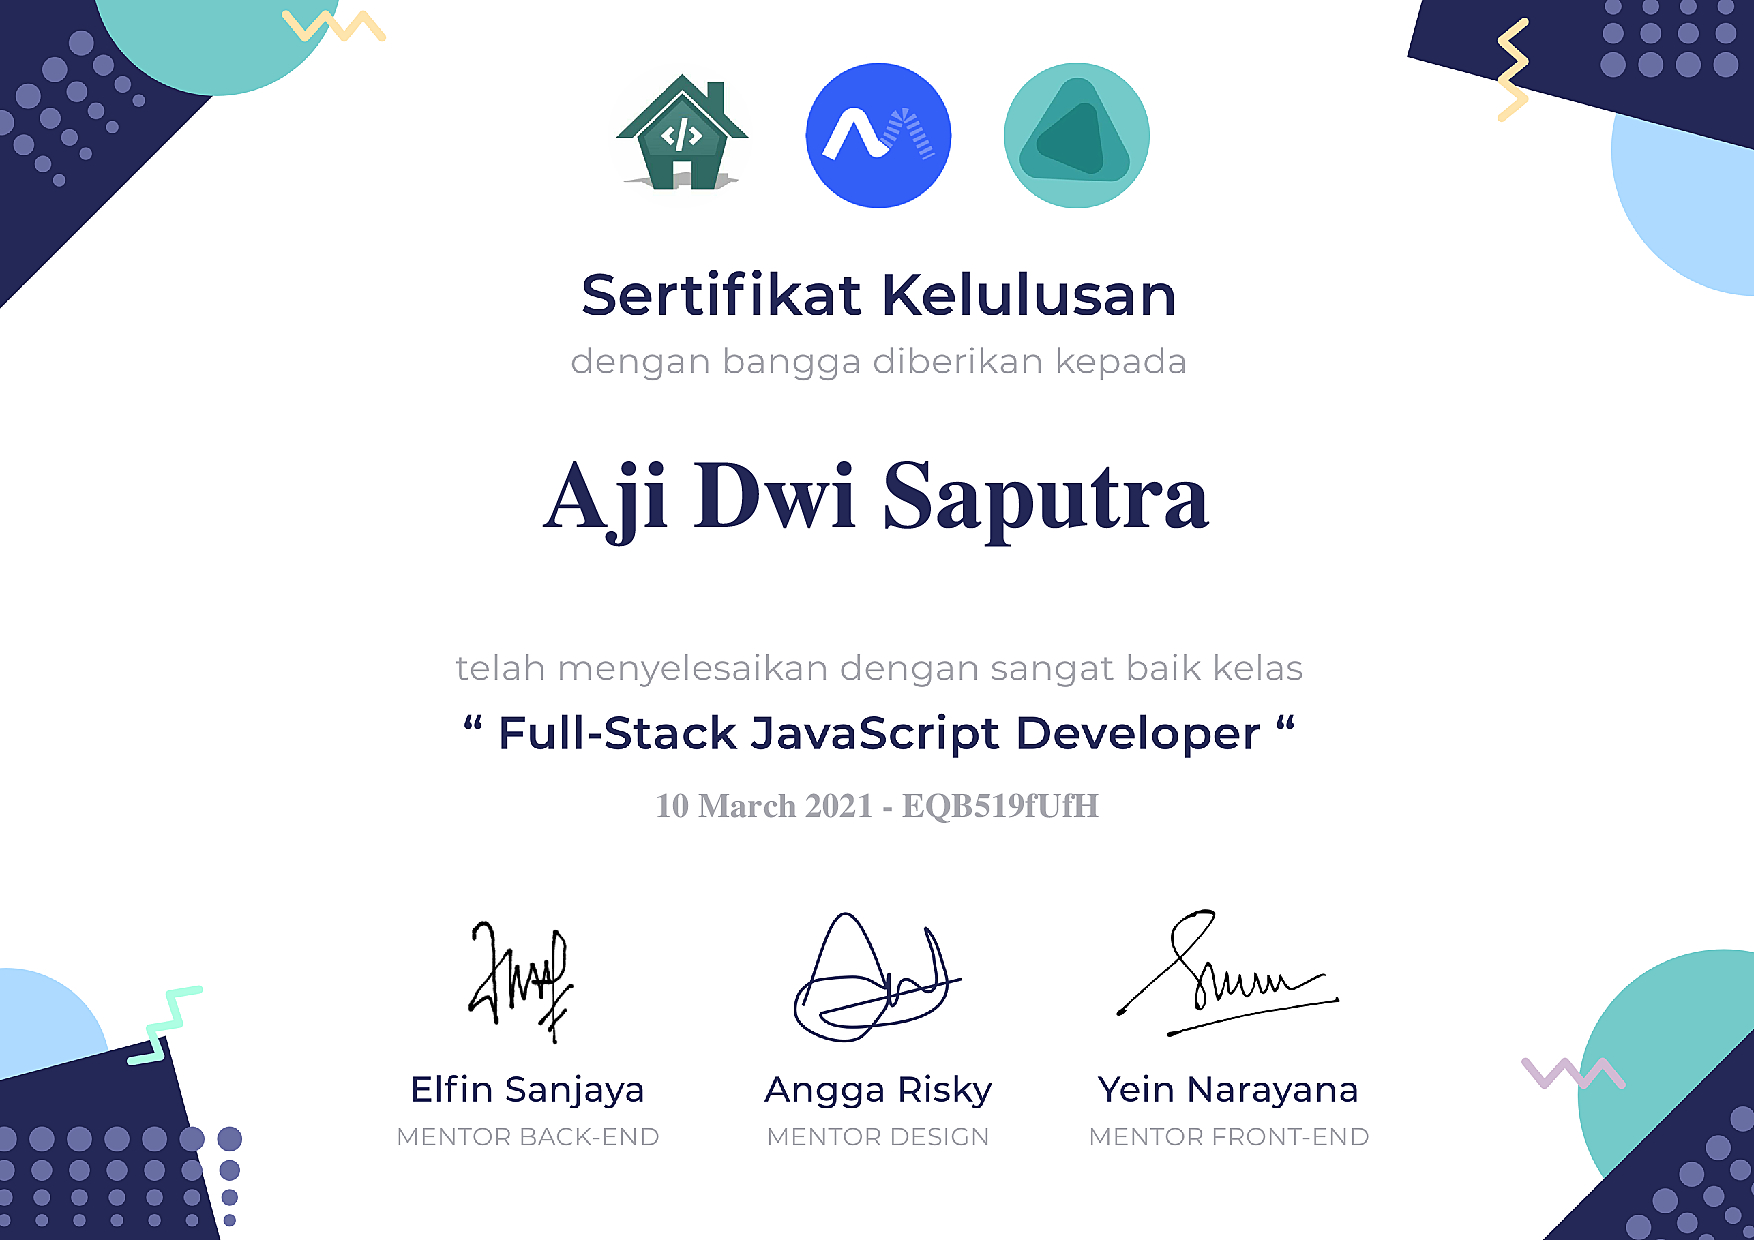 Sertifikat Kelulusan
dengan bangga diberikan kepada
Aji Dwi Saputra
telah menyelesaikan dengan sangat baik kelas
“ Full-Stack JavaScript Developer “
10 March 2021 - EQB519fUfH
Elfin Sanjaya Angga Risky Yein Narayana
MENTOR BACK-END MENTOR DESIGN MENTOR FRONT-END